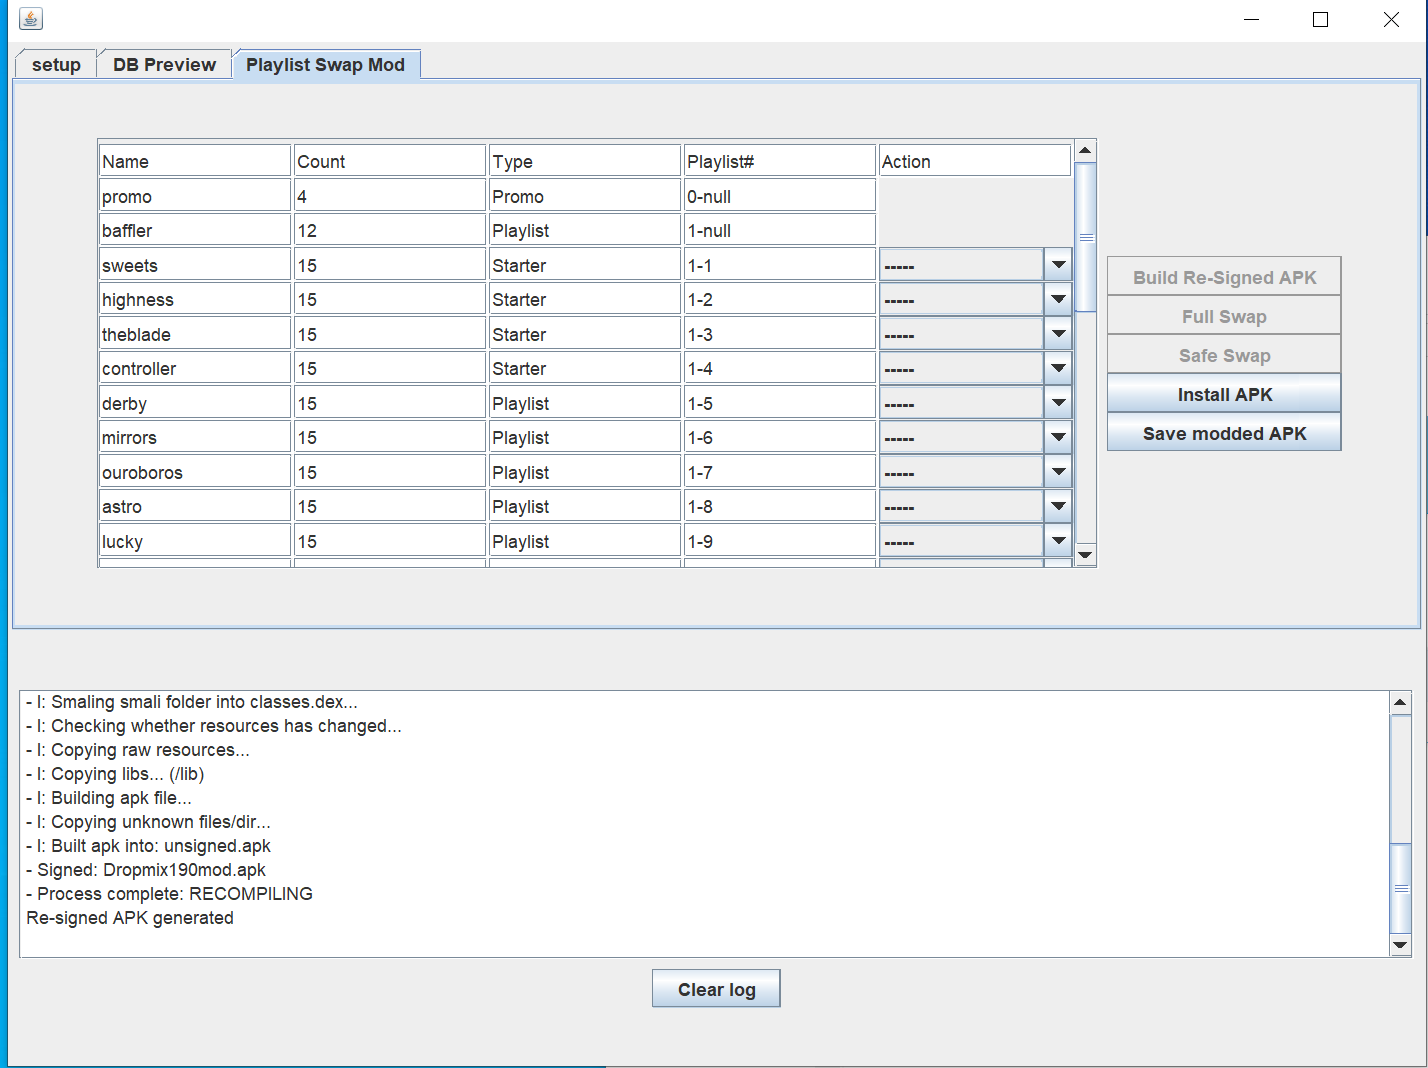 setup DB Preview Playlist Swap Mod
Name Count Type Playlist# Action
promo 4 Promo 0-null
baffler 12 Playlist 1-null
sweets 15 Starter 1-1 -----
highness 15 Starter 1-2 -----
theblade 15 Starter 1-3 -----
controller 15 Starter 1-4 -----
derby 15 Playlist 1-5 -----
mirrors 15 Playlist 1-6 -----
ouroboros 15 Playlist 1-7 -----
astro 15 Playlist 1-8 -----
lucky 15 Playlist 1-9 -----
Build Re-Signed APK
Full Swap
Safe Swap
Install APK
Save modded APK
- I: Smaling smali folder into classes.dex...
- I: Checking whether resources has changed...
- I: Copying raw resources...
- I: Copying libs... (/lib)
- I: Building apk file...
- I: Copying unknown files/dir...
- I: Built apk into: unsigned.apk
- Signed: Dropmix190mod.apk
- Process complete: RECOMPILING
Re-signed APK generated
Clear log